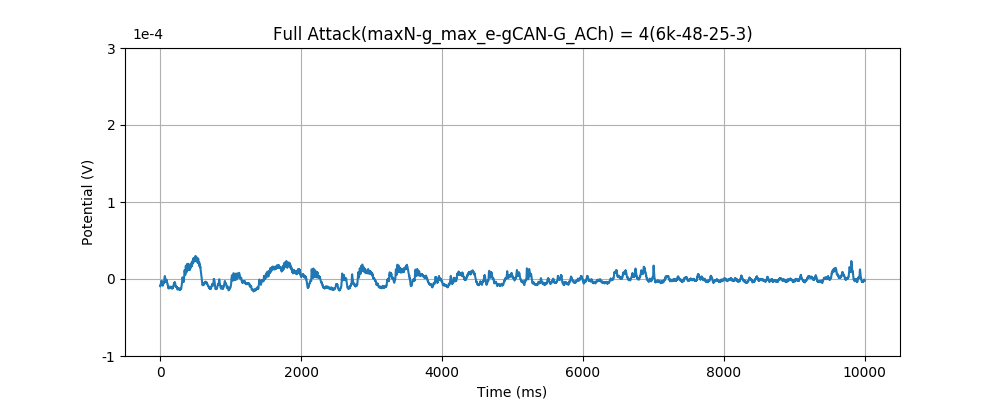 Full Attack(maxN-g_max_e-gCAN-G_ACh) = 4(6k-48-25-3)
1e-4
3
2
1
0
-1
Potential (V)
0 2000 4000 6000 8000 10000
Time (ms)